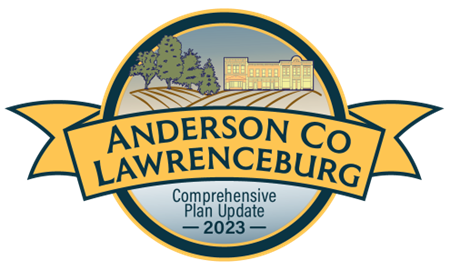 ANDERSON CO
LAWRENCEBURG
Comprehensive
Plan Update
— 2023 —